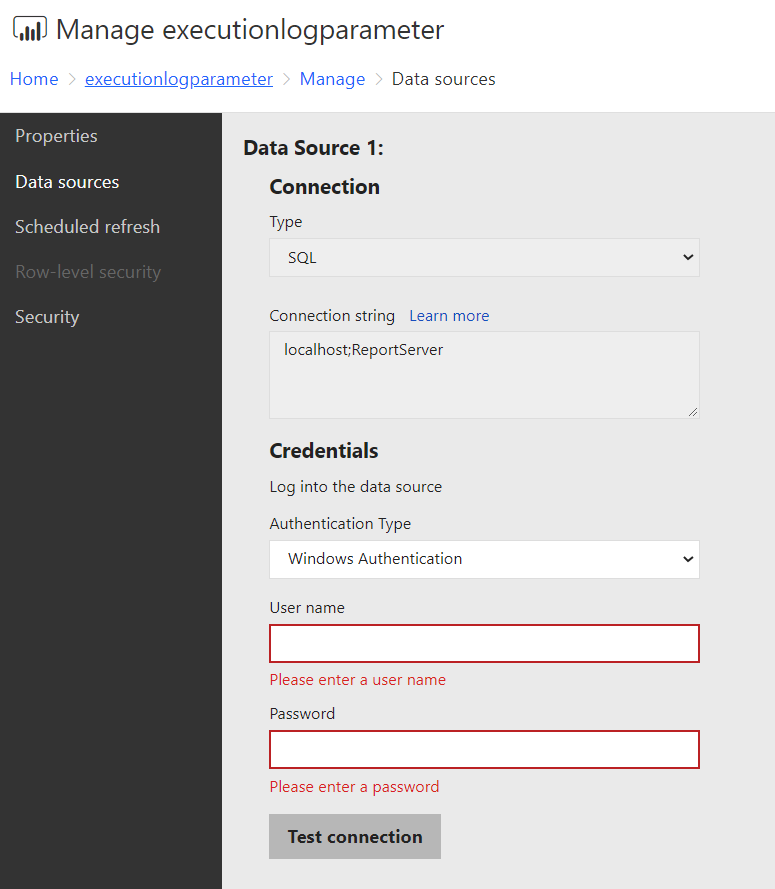 Manage executionlogparameter
Home > executionlogparameter > Manage > Data sources
Properties
Data sources
Scheduled refresh
Row-level security
Security
Data Source 1:
Connection
Type
SQL
Connection string Learn more
localhost;ReportServer
Credentials
Log into the data source
Authentication Type
Windows Authentication
User name
Please enter a user name
Password
Please enter a password
Test connection